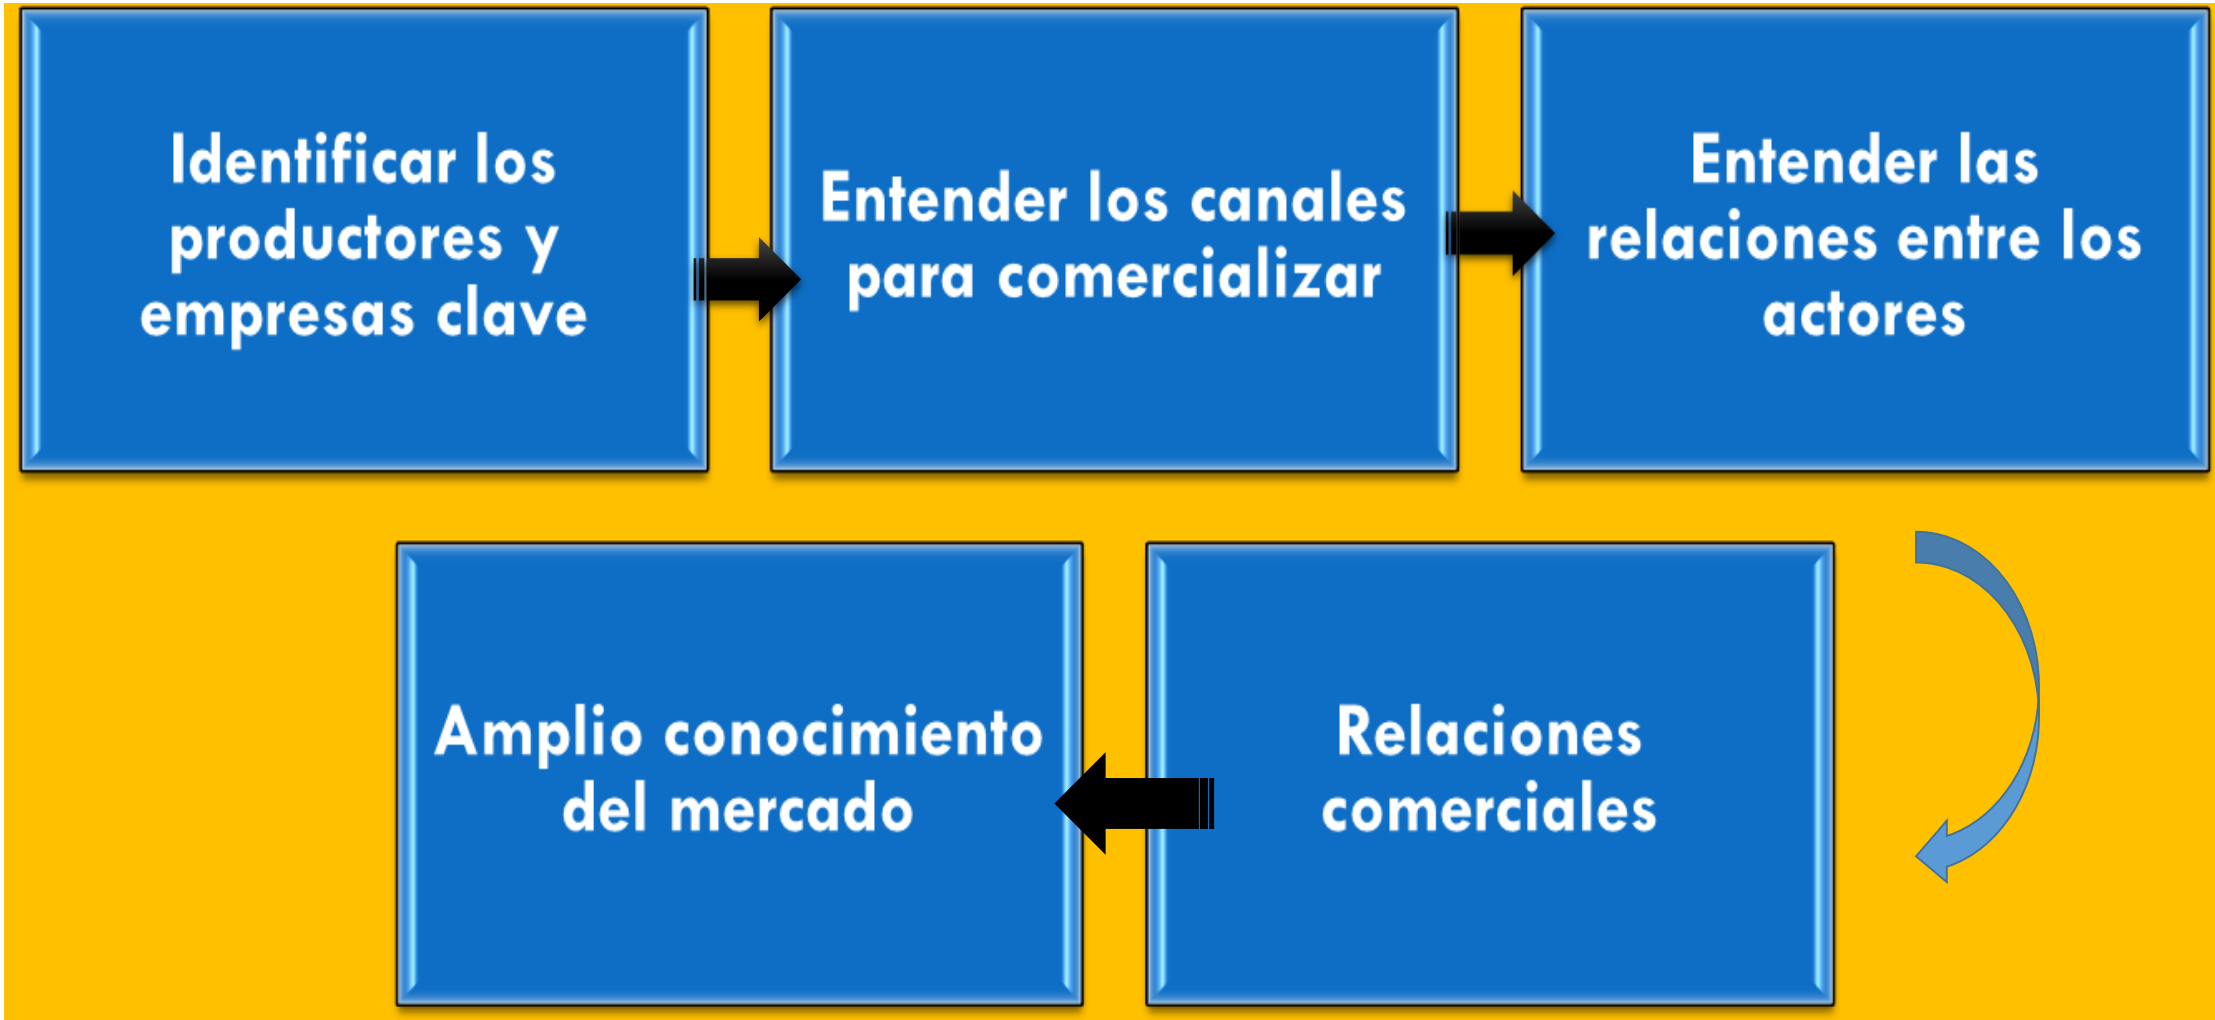 Identificar los
productores y
empresas clave
Entender los canales
para comercializar
Entender las
relaciones entre los
actores
Relaciones
comerciales
Amplio conocimiento
del mercado